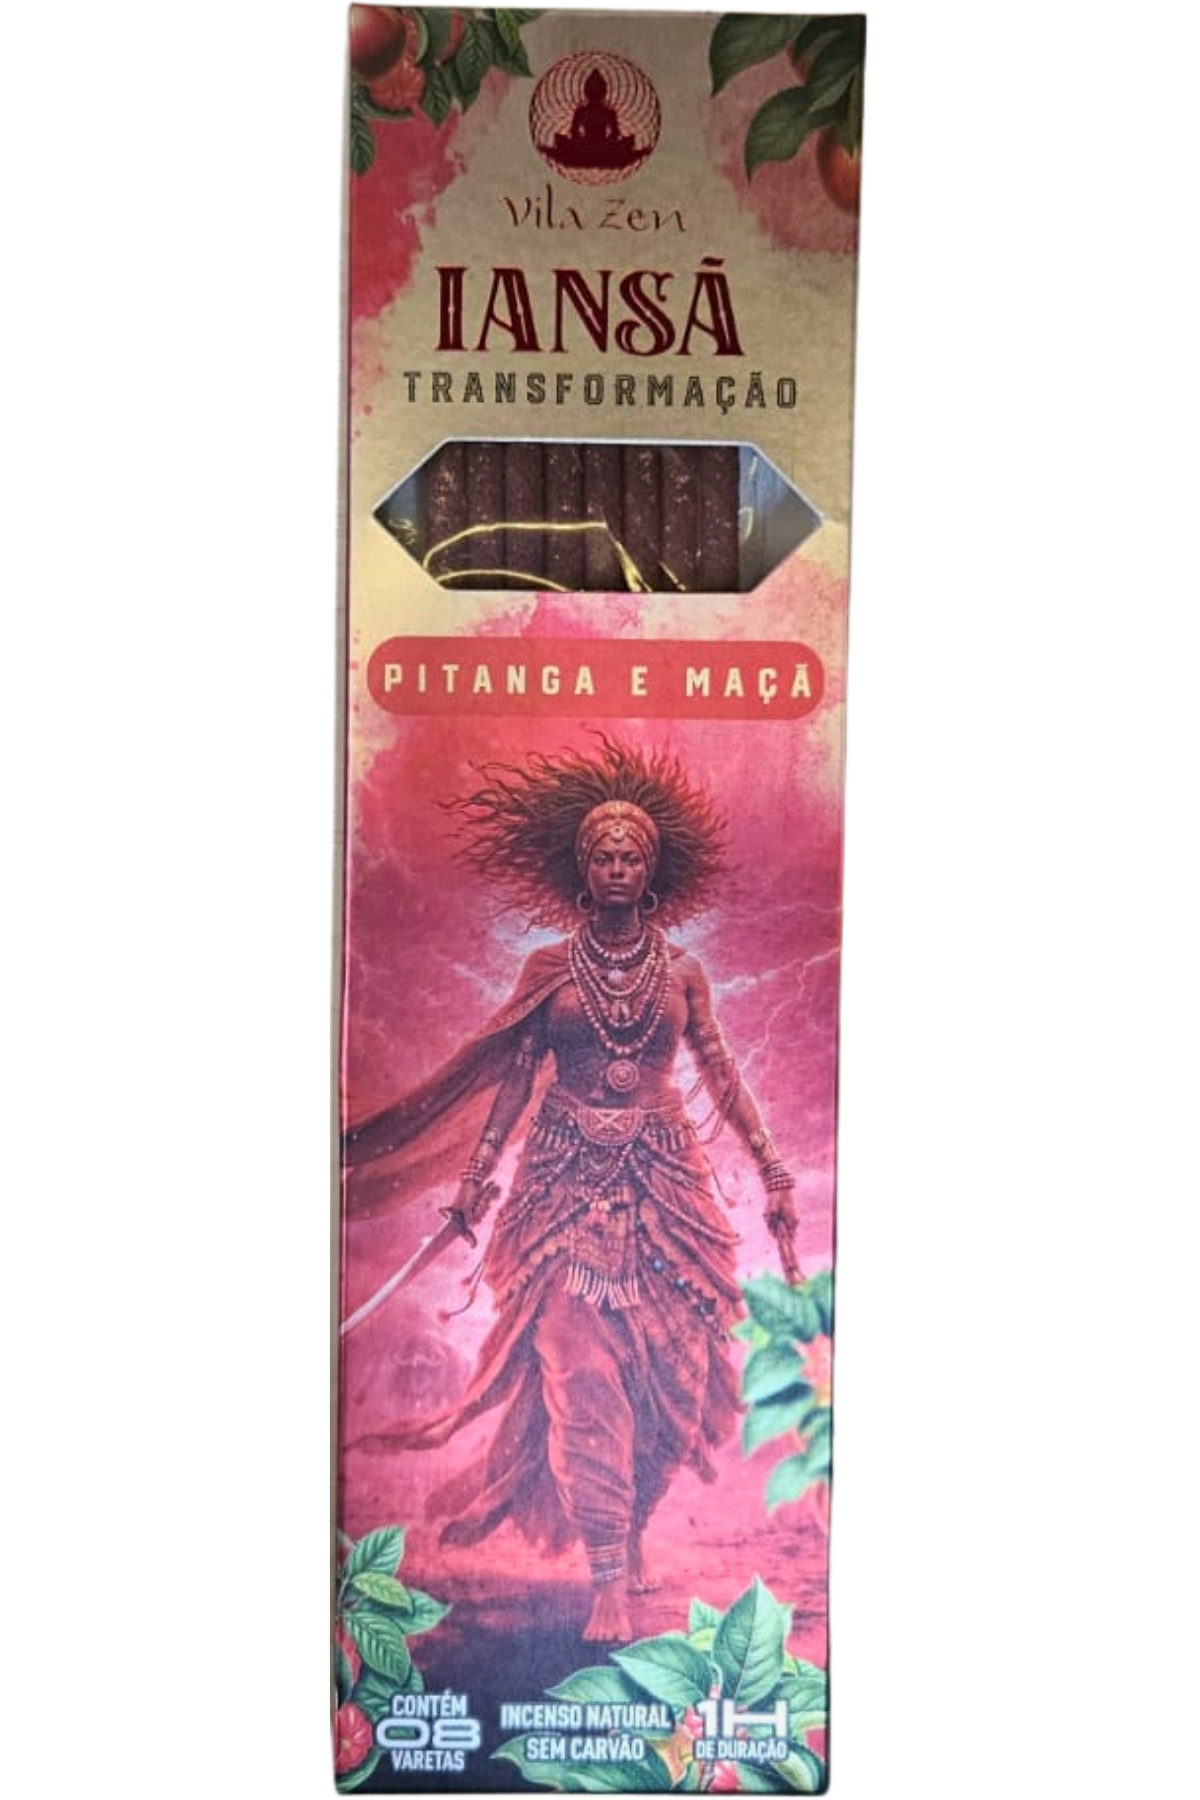 Vila Zen
IANSÃ
TRANSFORMAÇÃO
PITANGA E MAÇÃ
CONTÉM
08
VARETAS
INCENSO NATURAL
SEM CARVÃO
1H
DE DURAÇÃO